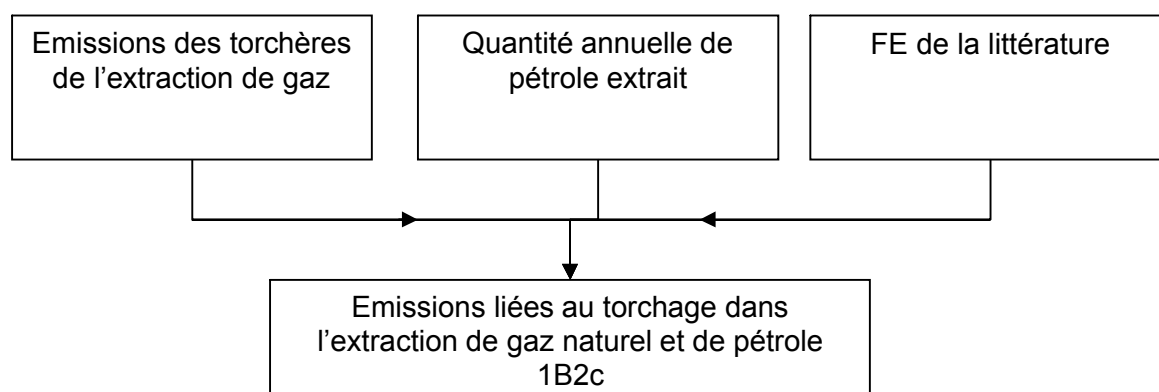 Emissions des torchères
de l’extraction de gaz
Quantité annuelle de
pétrole extrait
FE de la littérature
Emissions liées au torchage dans
l’extraction de gaz naturel et de pétrole
1B2c